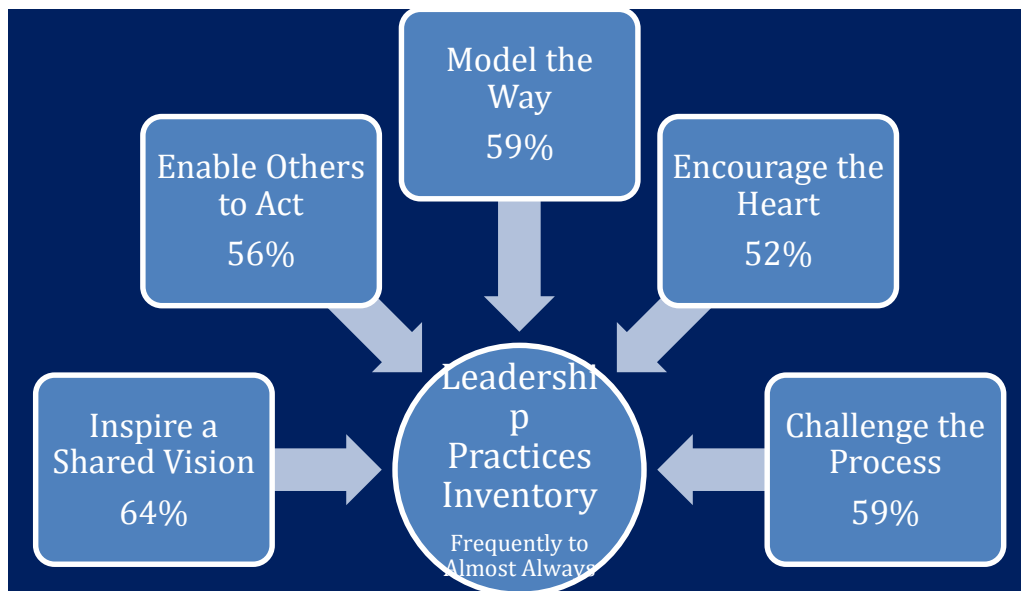 Model the
Way
59%
Enable Others
to Act
56%
Encourage the
Heart
52%
Inspire a
Shared Vision
64%
Leadershi
p
Practices
Inventory
Frequently to
Almost Always
Challenge the
Process
59%